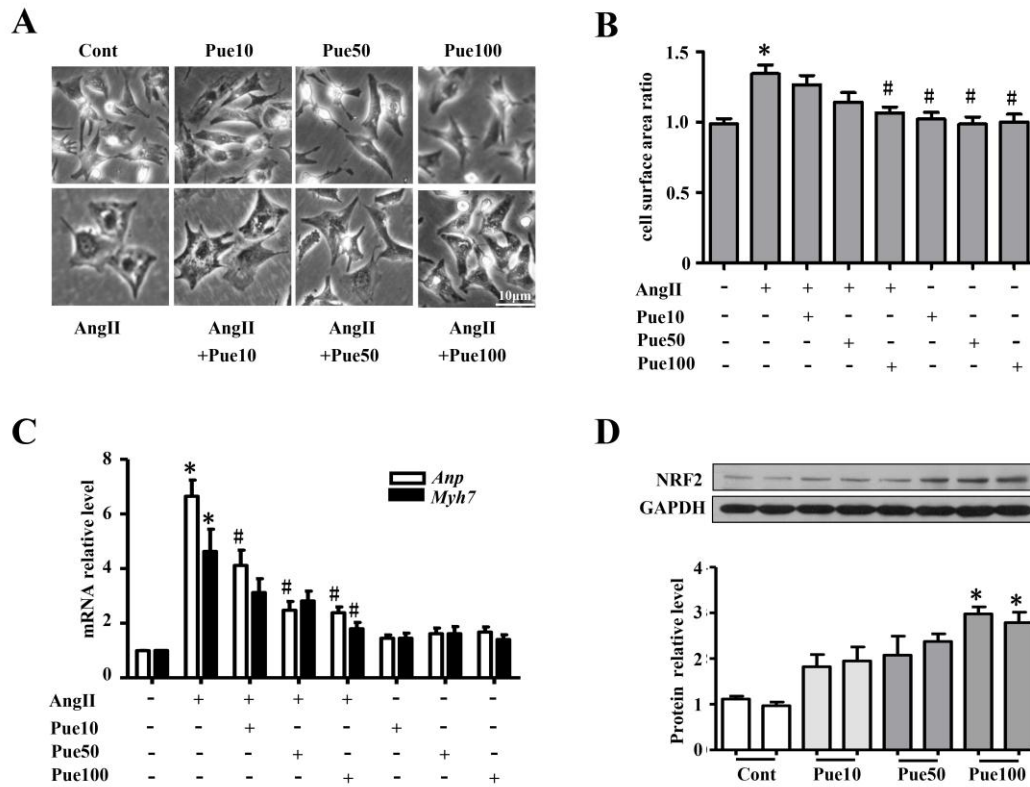 A
Cont Pue10 Pue50 Pue100
10μm
AngII AngII AngII AngII
+Pue10 +Pue50 +Pue100
B
cell surface area ratio
1.5
1.0
0.5
0
* # # # #
AngII - + + + + - - -
Pue10 - - + - - + - -
Pue50 - - - + - - + -
Pue100 - - - - + - - +
C
mRNA relative level
8
6
4
2
0
Anp
Myh7
* * # # # #
AngII - + + + + - - -
Pue10 - - + - - + - -
Pue50 - - - + - - + -
Pue100 - - - - + - - +
D
NRF2
GAPDH
Protein relative level
4
3
2
1
0
* *
Cont Pue10 Pue50 Pue100